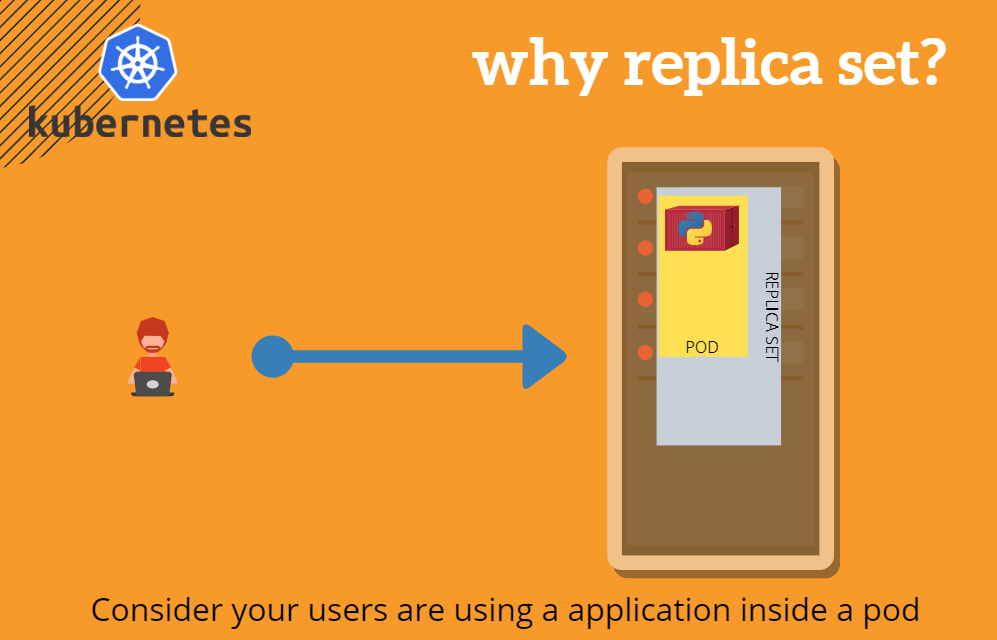 kubernetes
why replica set?
REPLICA SET
POD
Consider your users are using a application inside a pod